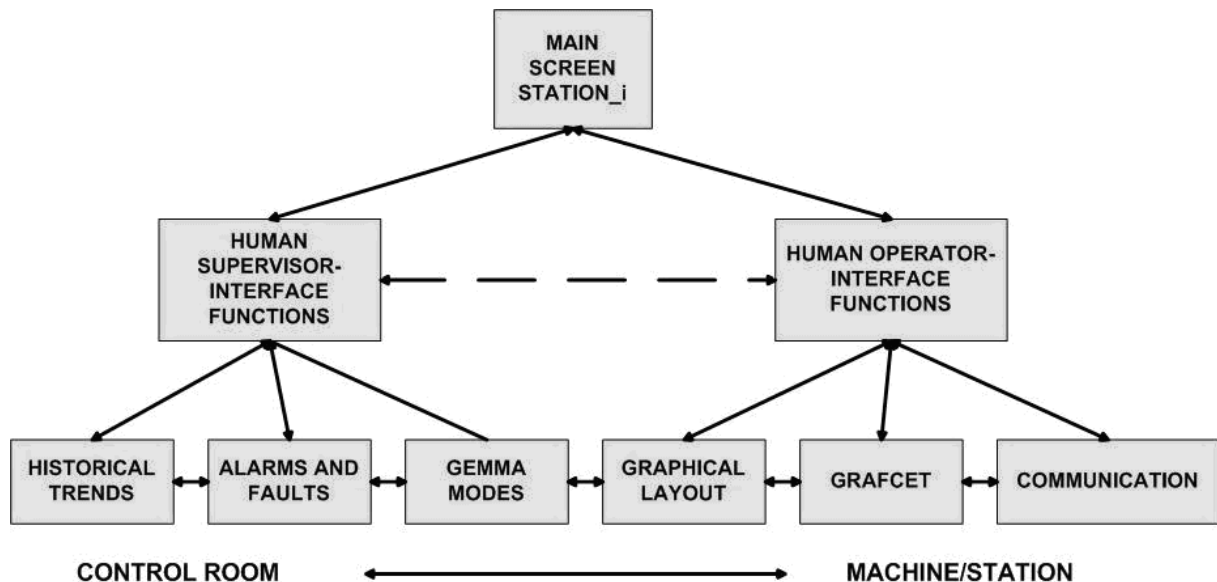 MAIN
SCREEN
STATION_i
HUMAN
SUPERVISOR-
INTERFACE
FUNCTIONS
HUMAN OPERATOR-
INTERFACE
FUNCTIONS
HISTORICAL
TRENDS
ALARMS AND
FAULTS
GEMMA
MODES
GRAPHICAL
LAYOUT
GRAFCET
COMMUNICATION
CONTROL ROOM
MACHINE/STATION